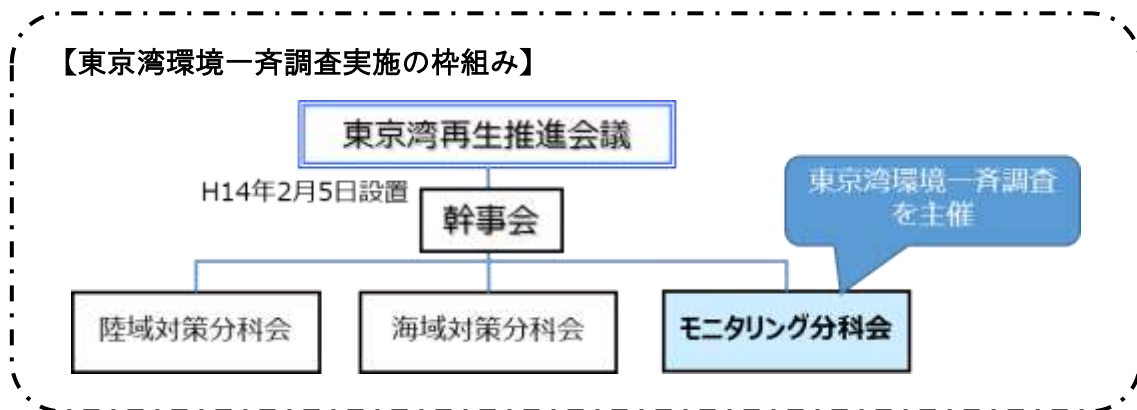 【東京湾環境一斉調査実施の枠組み】
東京湾再生推進会議
H14年2月5日設置
幹事会
東京湾環境一斉調査
を主催
陸域対策分科会
海域対策分科会
モニタリング分科会